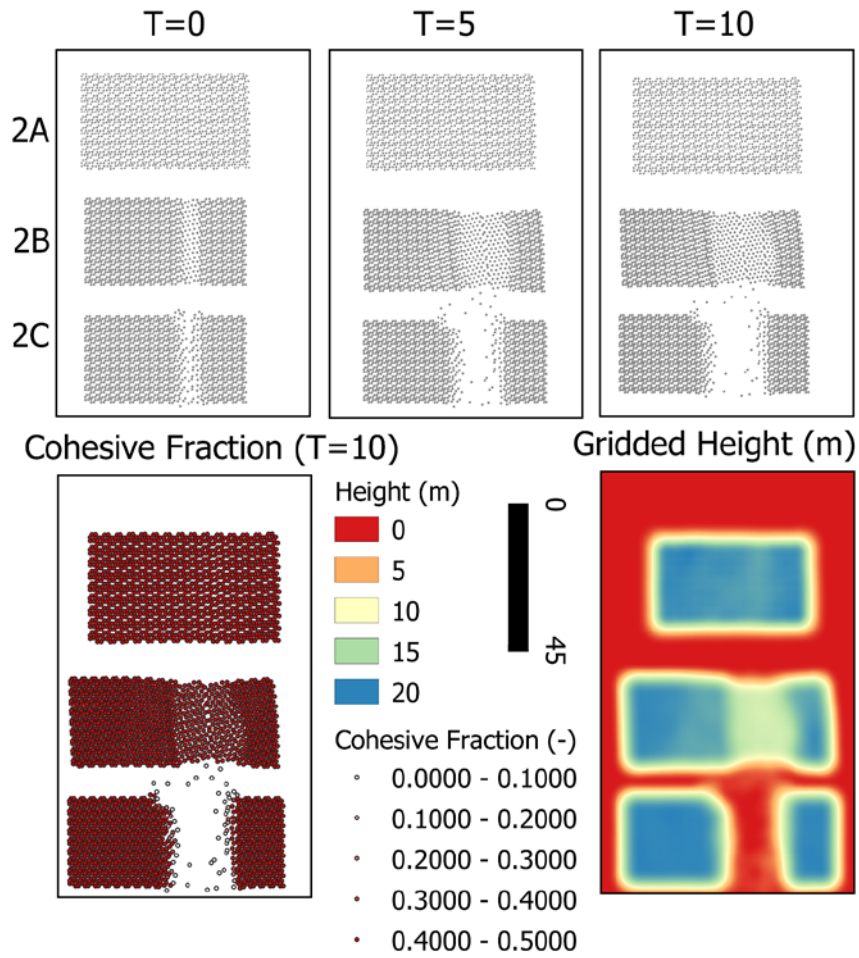 T=0 T=5 T=10
2A
2B
2C
Cohesive Fraction (T=10)
Gridded Height (m)
Height (m)
0
5
10
15
20
0
45
Cohesive Fraction (-)
0.0000 - 0.1000
0.1000 - 0.2000
0.2000 - 0.3000
0.3000 - 0.4000
0.4000 - 0.5000